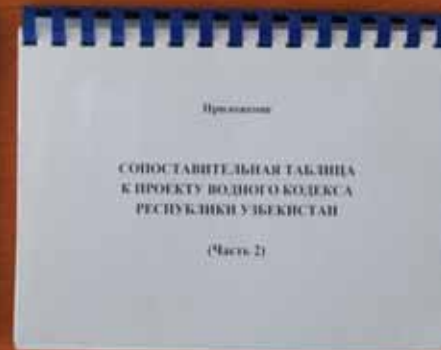 Приложение
СОПОСТАВИТЕЛЬНАЯ ТАБЛИЦА
К ПРОЕКТУ ВОДНОГО КОДЕКСА
РЕСПУБЛИКИ УЗБЕКИСТАН
(Часть 2)